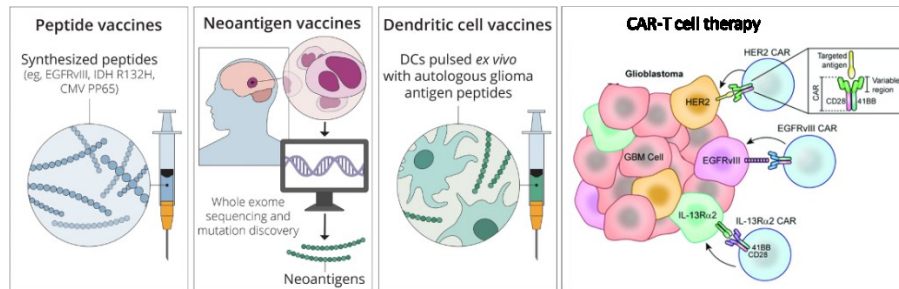 Peptide vaccines
Synthesized peptides
(eg, EGFRvIII, IDH R132H,
CMV PP65)
Neoantigen vaccines
Whole exome
sequencing and
mutation discovery
Neoantigens
Dendritic cell vaccines
DCs pulsed ex vivo
with autologous glioma
antigen peptides
CAR-T cell therapy
Glioblastoma
GBM Cell
HER2
EGFRvIII
IL-13Rα2
HER2 CAR
EGFRvIII CAR
IL-13Rα2 CAR
41BB
CD28
Targeted
antigen
Variable
region
CAR
CD28
41BB